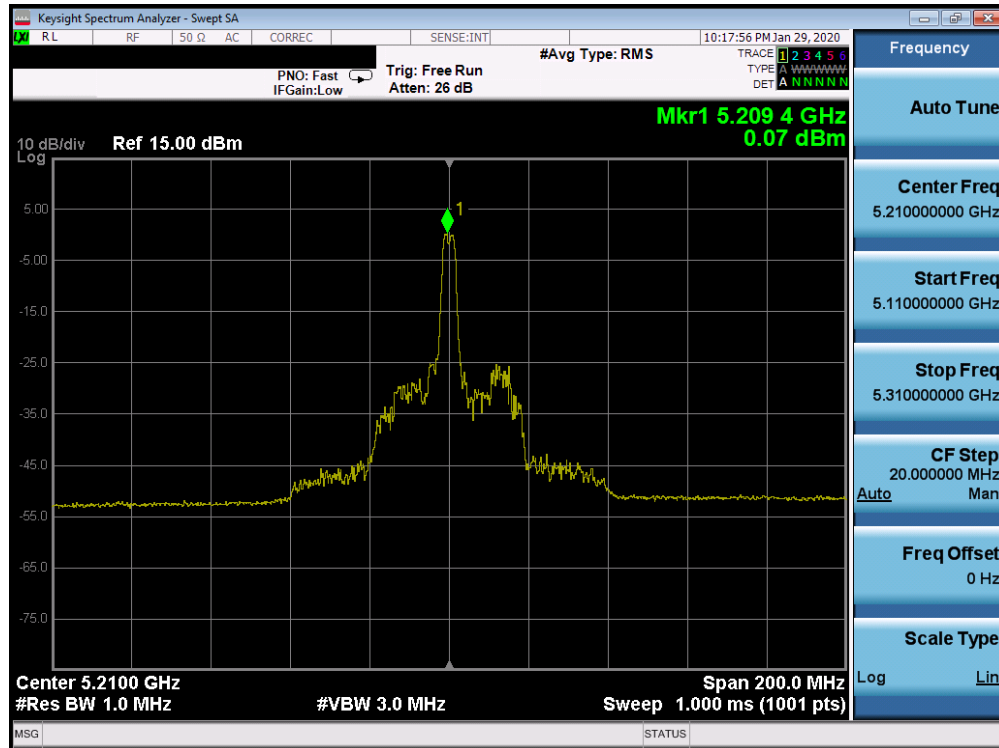 Keysight Spectrum Analyzer - Swept SA
LXI RL RF 50 Ω AC CORREC SENSE:INT 10:17:56 PM Jan 29, 2020
#Avg Type: RMS TRACE 1 2 3 4 5 6
PNO: Fast Trig: Free Run TYPE A WWWWW
IFGain:Low Atten: 26 dB DET A N N N N N
Mkr1 5.209 4 GHz
0.07 dBm
10 dB/div Ref 15.00 dBm
Log
1
5.00
-5.00
-15.0
-25.0
-35.0
-45.0
-55.0
-65.0
-75.0
Center 5.2100 GHz Span 200.0 MHz
#Res BW 1.0 MHz #VBW 3.0 MHz Sweep 1.000 ms (1001 pts)
MSG STATUS
Frequency
Auto Tune
Center Freq
5.210000000 GHz
Start Freq
5.110000000 GHz
Stop Freq
5.310000000 GHz
CF Step
20.000000 MHz
Auto Man
Freq Offset
0 Hz
Scale Type
Log Lin